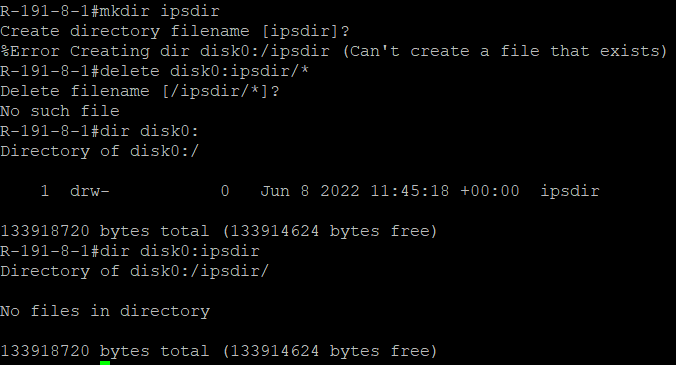 R-191-8-1#mkdir ipsdir
Create directory filename [ipsdir]?
%Error Creating dir disk0:/ipsdir (Can't create a file that exists)
R-191-8-1#delete disk0:ipsdir/*
Delete filename [/ipsdir/*]?
No such file
R-191-8-1#dir disk0:
Directory of disk0:/
    1  drw-           0   Jun 8 2022 11:45:18 +00:00  ipsdir
133918720 bytes total (133914624 bytes free)
R-191-8-1#dir disk0:ipsdir
Directory of disk0:/ipsdir/
No files in directory
133918720 bytes total (133914624 bytes free)